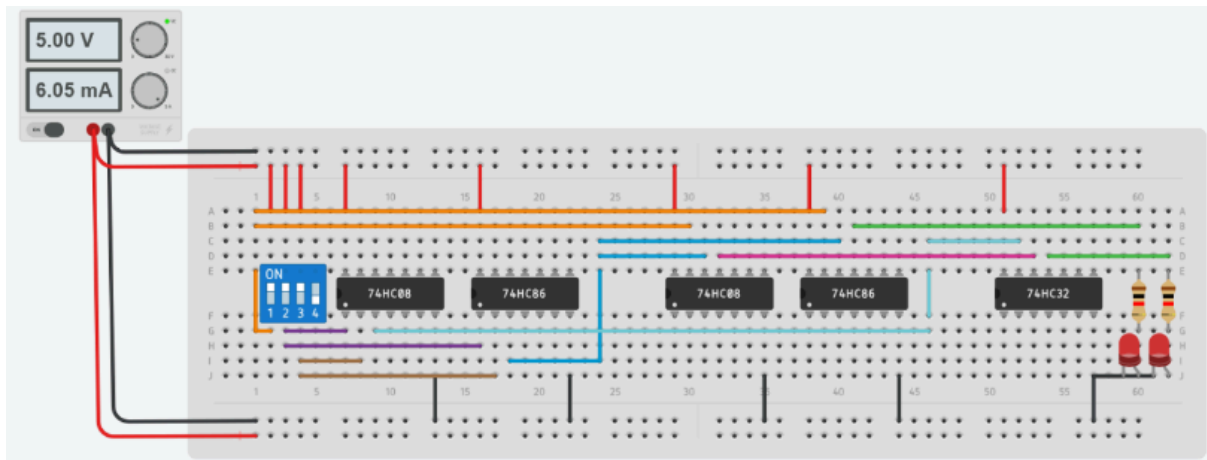 5.00 V
6.05 mA
1 5 10 15 20 25 30 35 40 45 50 55 60
A A
B B
C C
D D
E E
ON
1 2 3 4
74HC08 74HC86 74HC08 74HC86 74HC32
F F
G G
H H
I I
J J
1 5 10 15 20 25 30 35 40 45 50 55 60